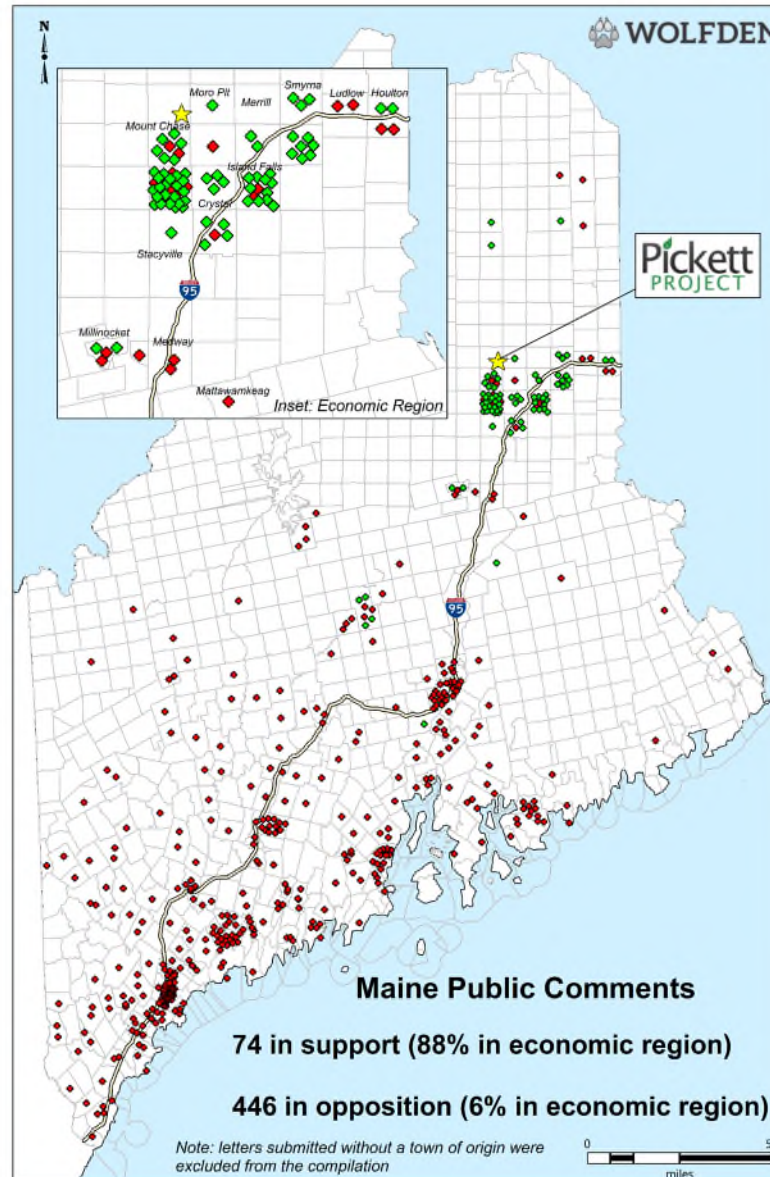 N
WOLFDEN
Moro Plt
Smyrna
Ludlow
Houlton
Merrill
Mount Chase
Island Falls
Crystal
Stacyville
95
Millinocket
Medway
Mattawamkeag
Inset: Economic Region
Pickett
PROJECT
95
Maine Public Comments
74 in support (88% in economic region)
446 in opposition (6% in economic region)
Note: letters submitted without a town of origin were
excluded from the compilation
0
5
miles